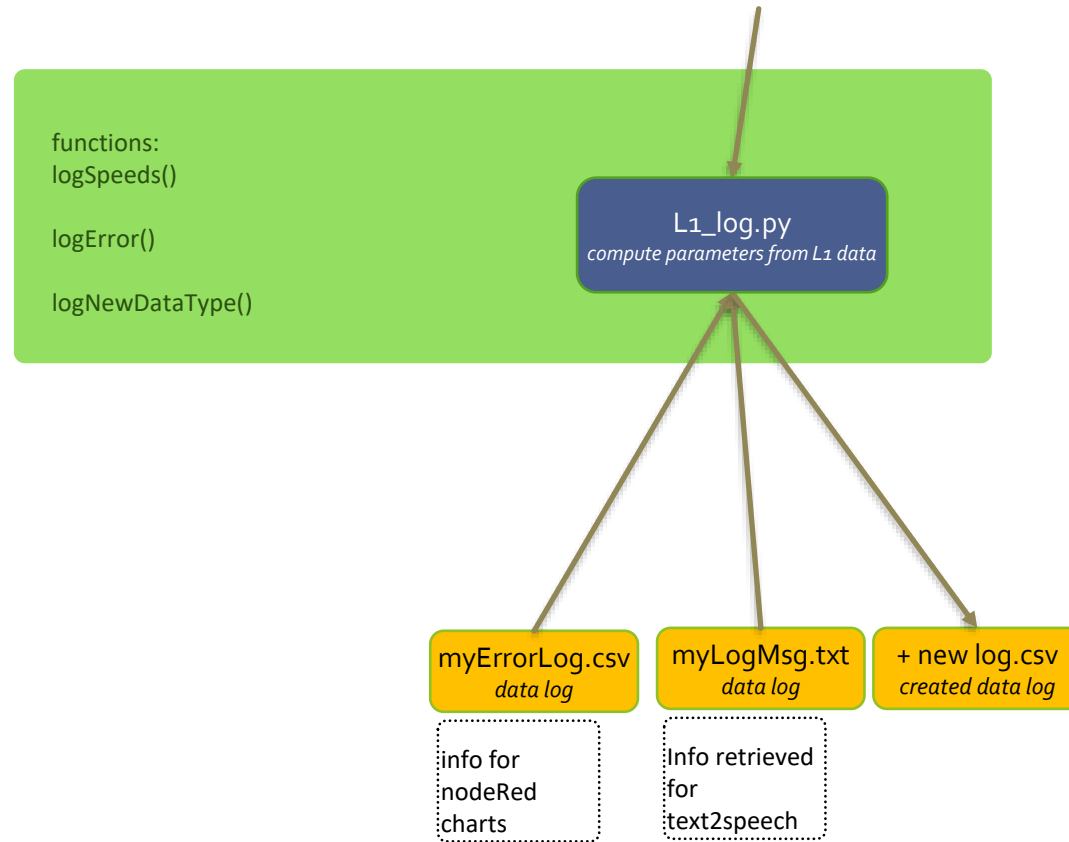 functions:
logSpeeds()
logError()
logNewDataType()
L1_log.py
compute parameters from L1 data
myErrorLog.csv
data log
myLogMsg.txt
data log
+ new log.csv
created data log
info for
nodeRed
charts
Info retrieved
for
text2speech